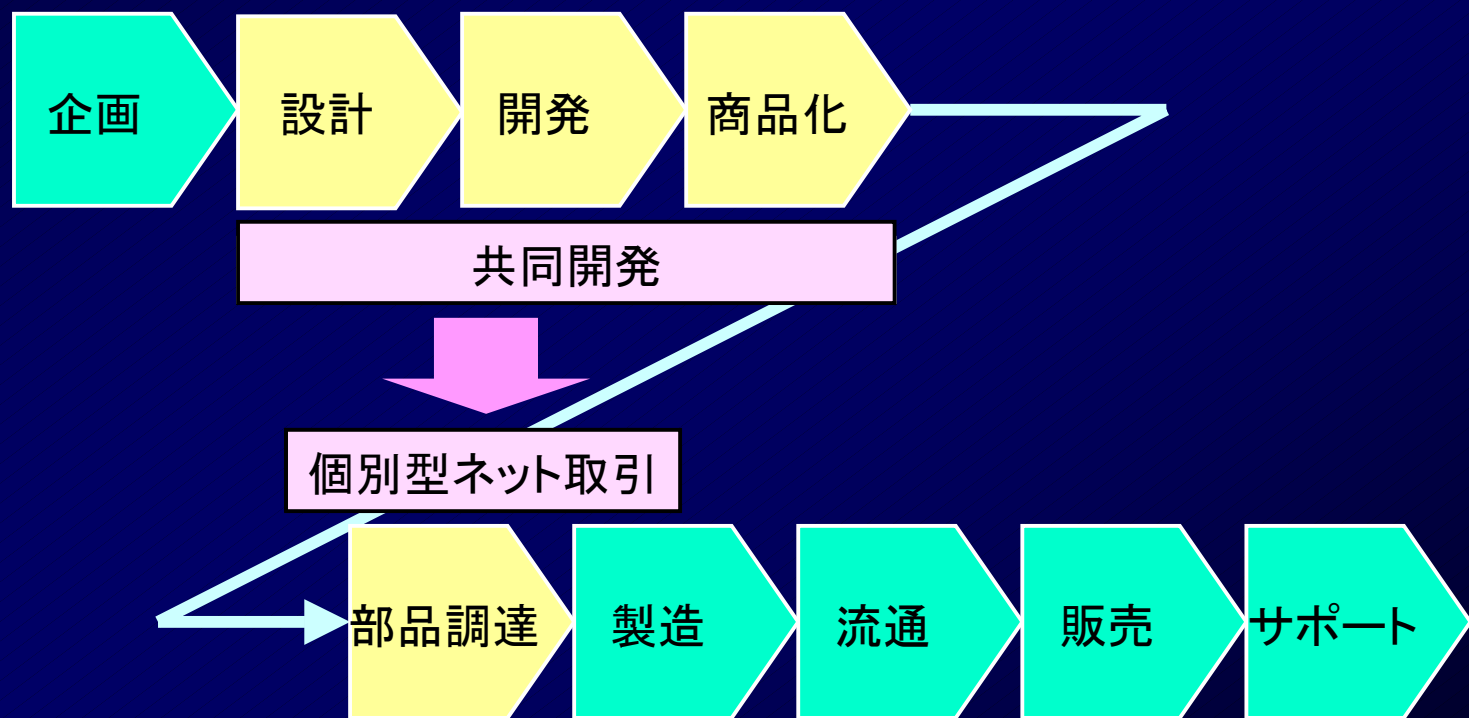 企画
設計
開発
商品化
共同開発
個別型ネット取引
部品調達
製造
流通
販売
サポート